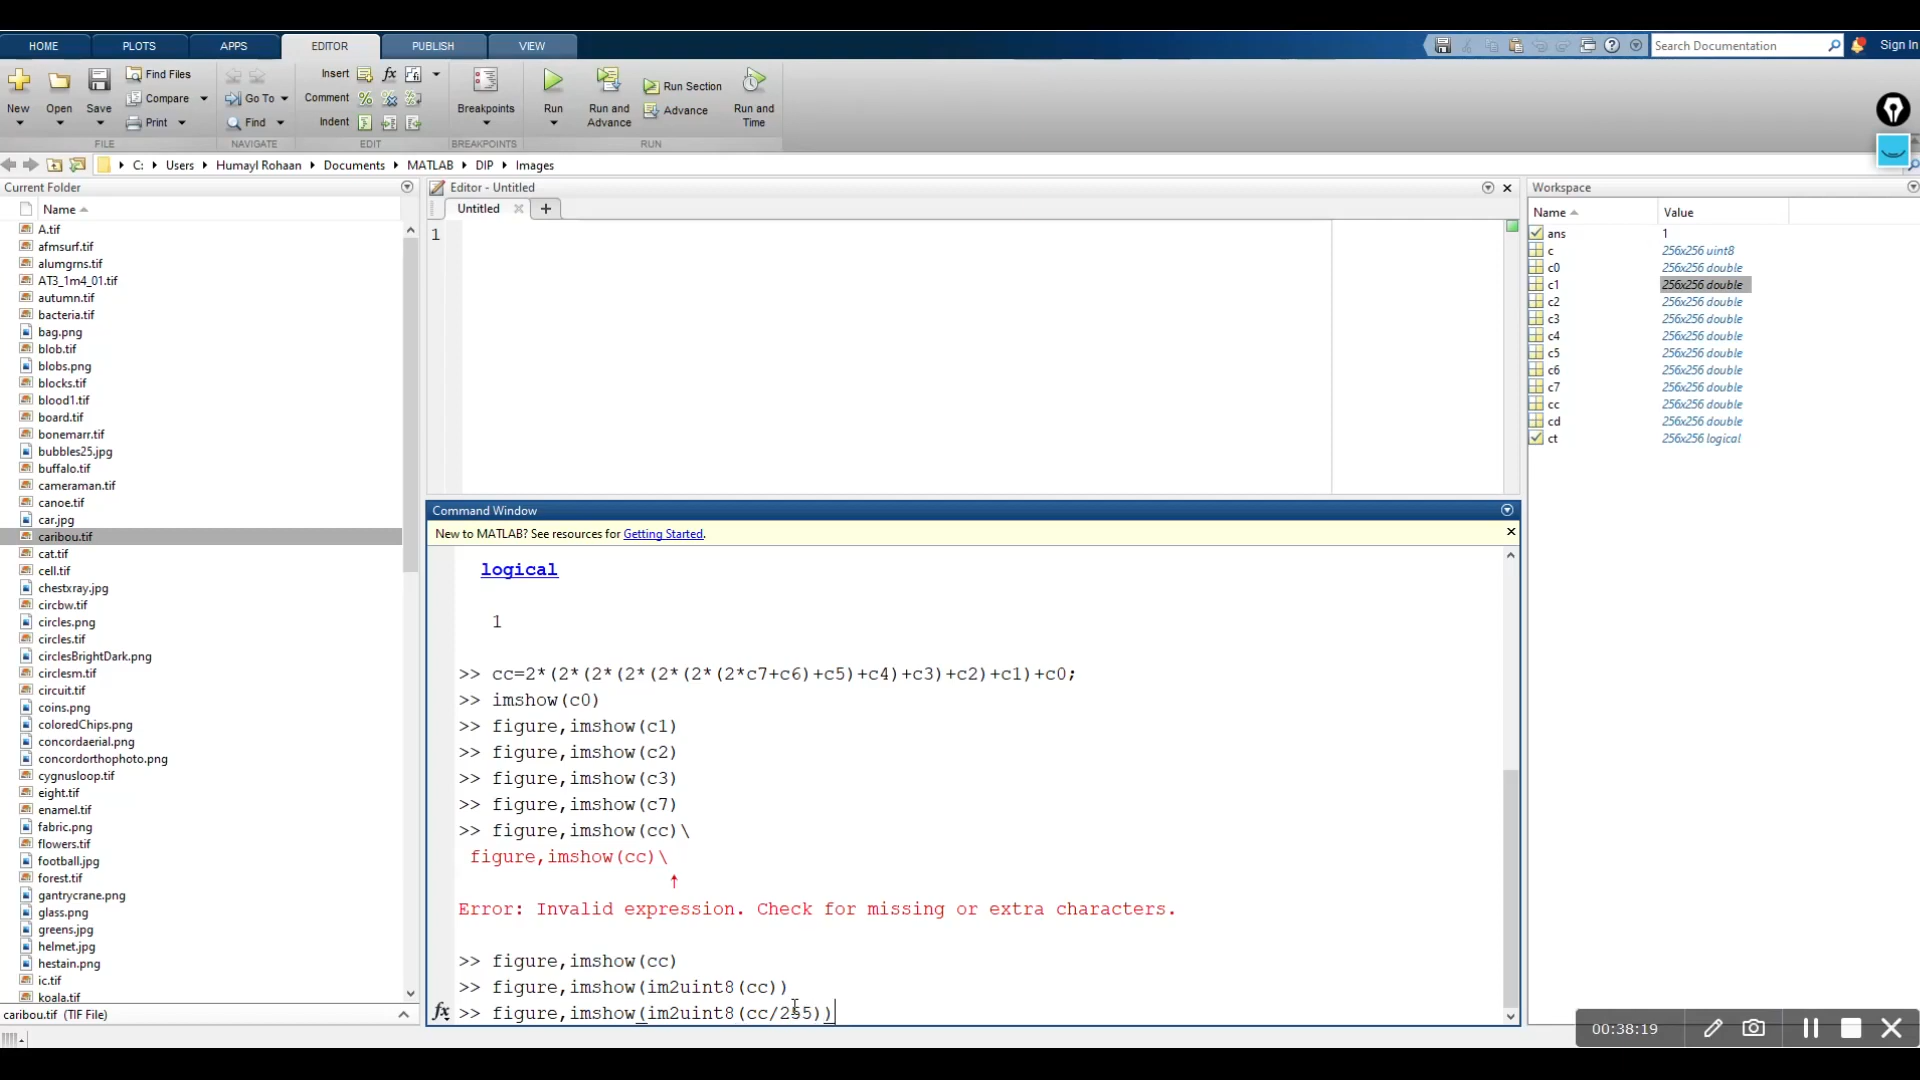 HOME PLOTS APPS EDITOR PUBLISH VIEW Search Documentation Sign In
New Open Save Find Files Compare Print Go To Find Insert fx Comment Indent Breakpoints Run Run and Advance Run Section Advance Run and Time
FILE NAVIGATE EDIT BREAKPOINTS RUN
C: Users Humayl Rohaan Documents MATLAB DIP Images
Current Folder
Name
A.tif
afmsurf.tif
alumgrns.tif
AT3_1m4_01.tif
autumn.tif
bacteria.tif
bag.png
blob.tif
blobs.png
blocks.tif
blood1.tif
board.tif
bonemarr.tif
bubbles25.jpg
buffalo.tif
cameraman.tif
canoe.tif
car.jpg
caribou.tif
cat.tif
cell.tif
chestxray.jpg
circbw.tif
circles.png
circles.tif
circlesBrightDark.png
circlesm.tif
circuit.tif
coins.png
coloredChips.png
concordaerial.png
concordorthophoto.png
cygnusloop.tif
eight.tif
enamel.tif
fabric.png
flowers.tif
football.jpg
forest.tif
gantrycrane.png
glass.png
greens.jpg
helmet.jpg
hestain.png
ic.tif
koala.tif
caribou.tif (TIF File)
Editor - Untitled
Untitled
1
Command Window
New to MATLAB? See resources for Getting Started.
logical
1
>> cc=2*(2*(2*(2*(2*(2*(2*c7+c6)+c5)+c4)+c3)+c2)+c1)+c0;
>> imshow(c0)
>> figure,imshow(c1)
>> figure,imshow(c2)
>> figure,imshow(c3)
>> figure,imshow(c7)
>> figure,imshow(cc)\
figure,imshow(cc)\
↑
Error: Invalid expression. Check for missing or extra characters.
>> figure,imshow(cc)
>> figure,imshow(im2uint8(cc))
fx >> figure,imshow(im2uint8(cc/255))
Workspace
Name Value
ans 1
c 256x256 uint8
c0 256x256 double
c1 256x256 double
c2 256x256 double
c3 256x256 double
c4 256x256 double
c5 256x256 double
c6 256x256 double
c7 256x256 double
cc 256x256 double
cd 256x256 double
ct 256x256 logical
00:38:19